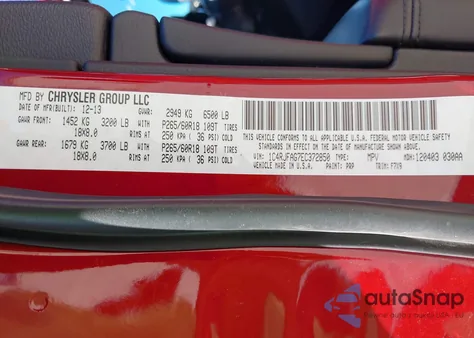 MFD BY CHRYSLER GROUP LLC
DATE OF MFR(BUILT): 12-13 GVWR: 2949 KG 6500 LB
GAWR FRONT: 1452 KG 3200 LB WITH P265/60R18 109T TIRES
18X8.0 RIMS AT 250 KPA ( 36 PSI) COLD
GAWR REAR: 1679 KG 3700 LB WITH P265/60R18 109T TIRES
18X8.0 RIMS AT 250 KPA ( 36 PSI) COLD
THIS VEHICLE CONFORMS TO ALL APPLICABLE U.S.A. FEDERAL MOTOR VEHICLE SAFETY
STANDARDS IN EFFECT ON THE DATE OF MANUFACTURE SHOWN ABOVE.
VIN: 1C4RJFAG7EC372850 TYPE: MPV MDH: 120403 030AA
VEHICLE MADE IN U.S.A. PAINT: PRP TRIM: F7X9
autoSnap